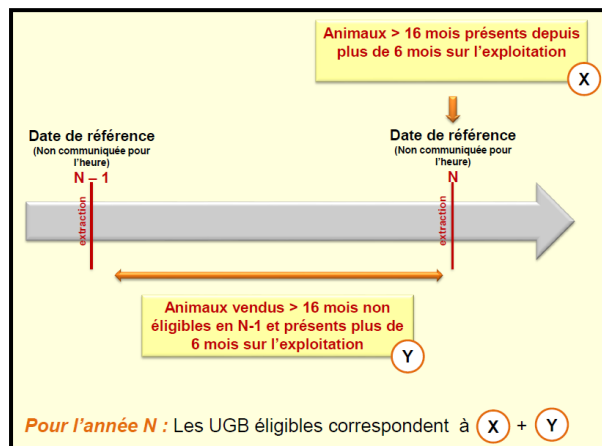 Animaux > 16 mois présents depuis
plus de 6 mois sur l'exploitation
X
Date de référence
(Non communiquée pour
l'heure)
N – 1
Date de référence
(Non communiquée pour
l'heure)
N
extraction
extraction
Animaux vendus > 16 mois non
éligibles en N-1 et présents plus de
6 mois sur l'exploitation
Y
Pour l'année N : Les UGB éligibles correspondent à X + Y